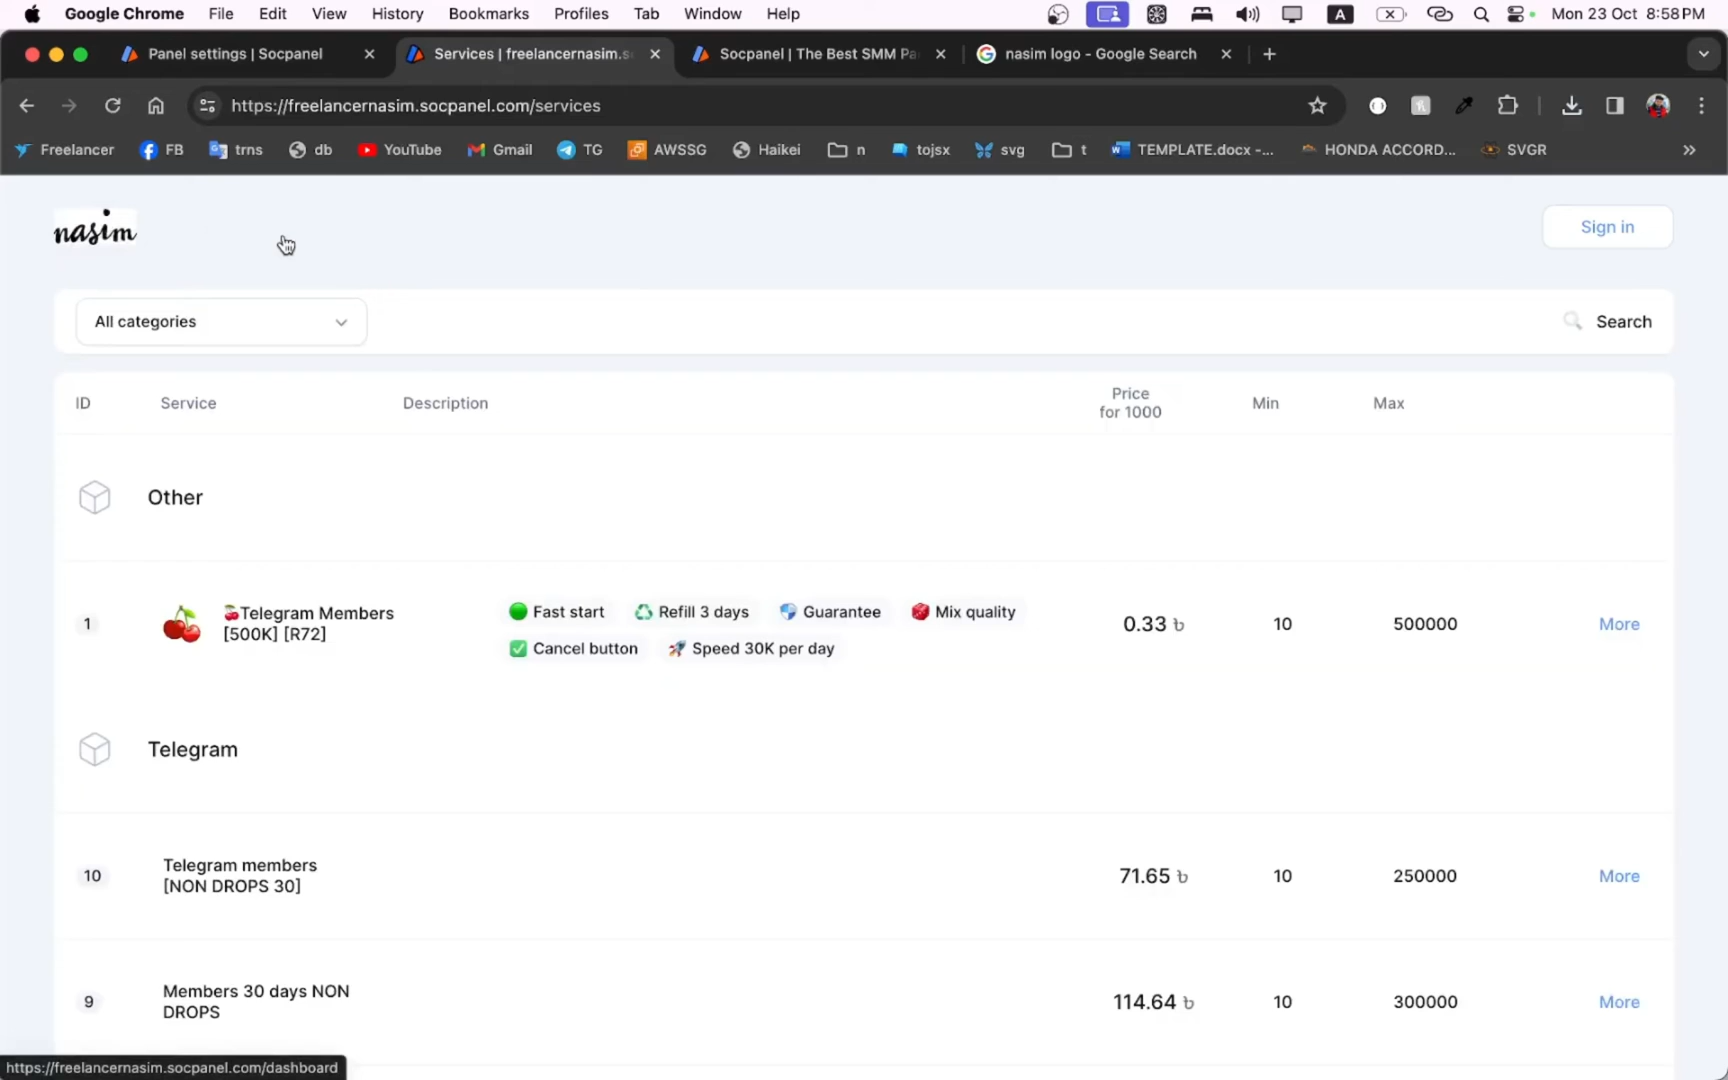 Google Chrome File Edit View History Bookmarks Profiles Tab Window Help A Mon 23 Oct 8:58 PM
Panel settings | Socpanel Services | freelancernasim.s Socpanel | The Best SMM Pa nasim logo - Google Search
https://freelancernasim.socpanel.com/services
Freelancer FB trns db YouTube Gmail TG AWSSG Haikei n tojsx svg t TEMPLATE.docx -... HONDA ACCORD... SVGR
nasim Sign in
All categories Search
ID Service Description Price for 1000 Min Max
Other
1 Telegram Members [500K] [R72] Fast start Refill 3 days Guarantee Mix quality Cancel button Speed 30K per day 0.33 ৳ 10 500000 More
Telegram
10 Telegram members [NON DROPS 30] 71.65 ৳ 10 250000 More
9 Members 30 days NON DROPS 114.64 ৳ 10 300000 More
https://freelancernasim.socpanel.com/dashboard